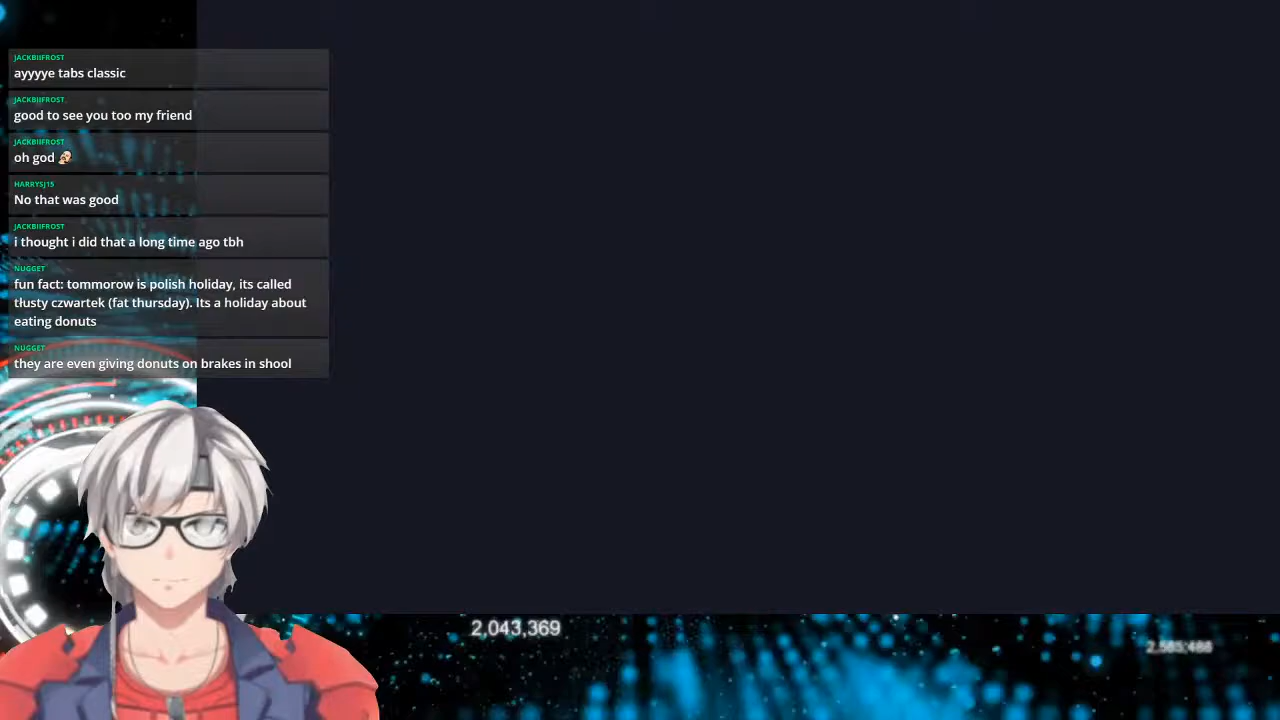 JACKBIIFROST
ayyyye tabs classic
JACKBIIFROST
good to see you too my friend
JACKBIIFROST
oh god
HARRYSJ15
No that was good
JACKBIIFROST
i thought i did that a long time ago tbh
NUGGET
fun fact: tommorow is polish holiday, its called
tłusty czwartek (fat thursday). Its a holiday about
eating donuts
NUGGET
they are even giving donuts on brakes in shool
2,043,369